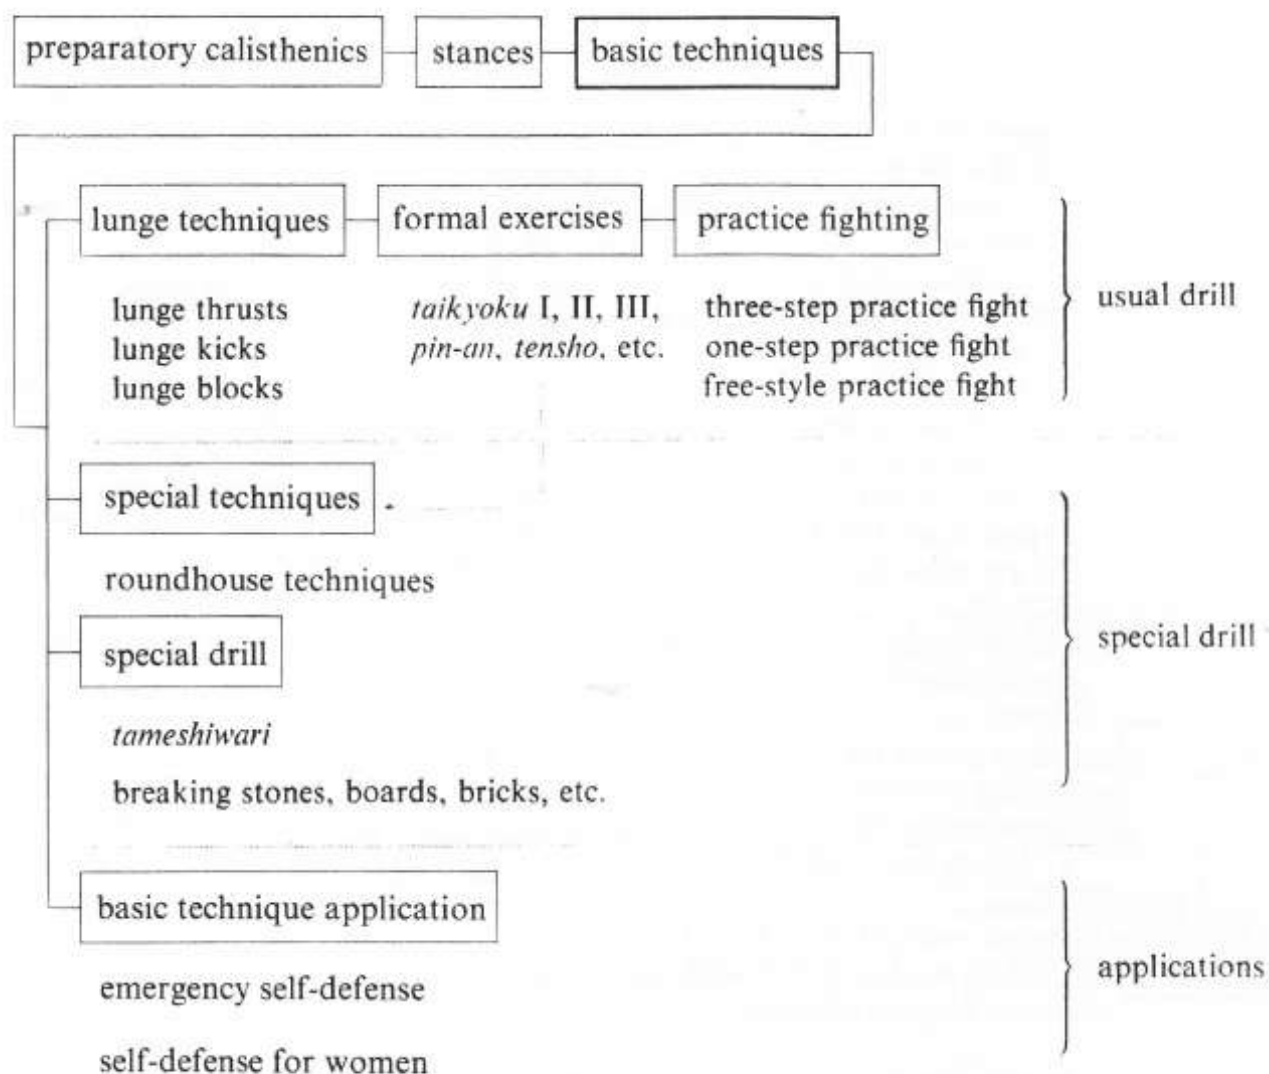 preparatory calisthenics stances basic techniques
lunge techniques formal exercises practice fighting
lunge thrusts taikyoku I, II, III, three-step practice fight
lunge kicks pin-an, tensho, etc. one-step practice fight
lunge blocks free-style practice fight
usual drill
special techniques
roundhouse techniques
special drill
tameshiwari
breaking stones, boards, bricks, etc.
special drill
basic technique application
emergency self-defense
self-defense for women
applications